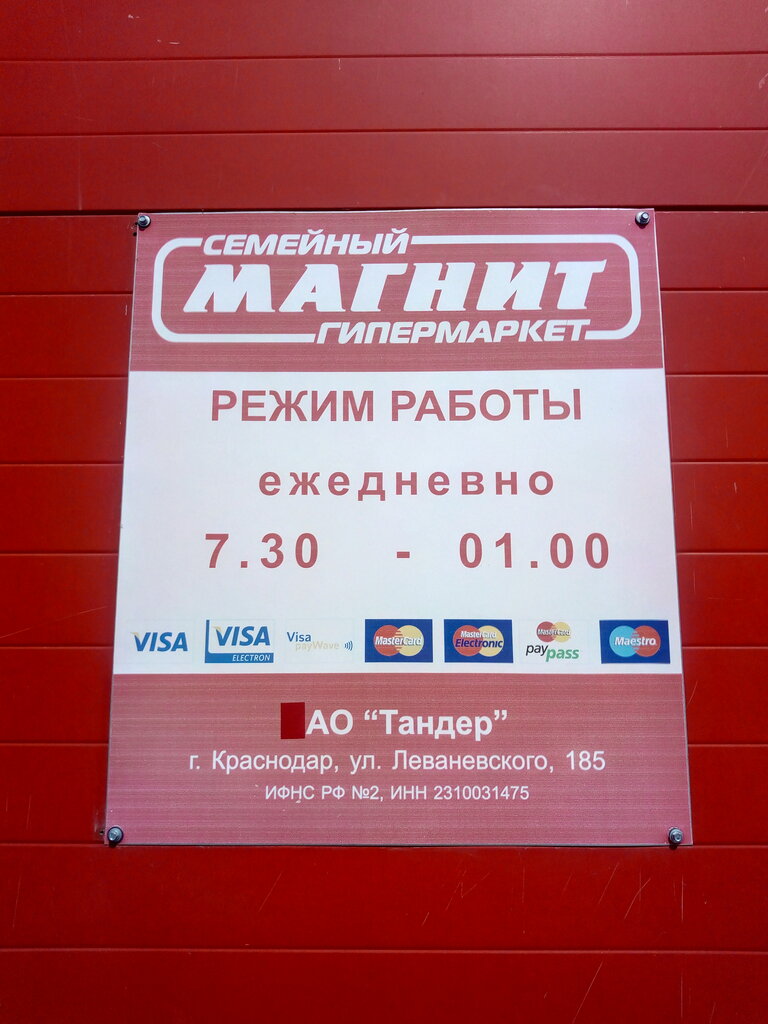 СЕМЕЙНЫЙ
МАГНИТ
ГИПЕРМАРКЕТ
РЕЖИМ РАБОТЫ
ежедневно
7.30 - 01.00
VISA VISA ELECTRON Visa payWave MasterCard MasterCard Electronic MasterCard paypass Maestro
АО “Тандер”
г. Краснодар, ул. Леваневского, 185
ИФНС РФ №2, ИНН 2310031475